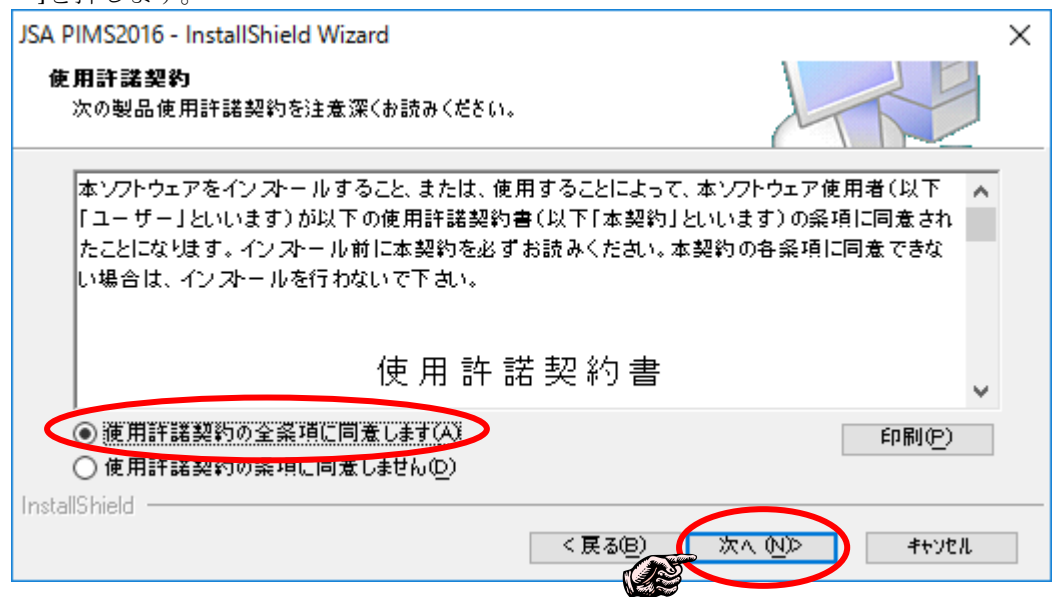 ]を押します。
JSA PIMS2016 - InstallShield Wizard
使用許諾契約
次の製品使用許諾契約を注意深くお読みください。
本ソフトウェアをインストールすること、または、使用することによって、本ソフトウェア使用者(以下
「ユーザー」といいます)が以下の使用許諾契約書(以下「本契約」といいます)の条項に同意され
たことになります。インストール前に本契約を必ずお読みください。本契約の各条項に同意できな
い場合は、インストールを行わないで下さい。
使用許諾契約書
使用許諾契約の全条項に同意します(A)
印刷(P)
使用許諾契約の条項に同意しません(D)
InstallShield
< 戻る(B)
次へ (N)>
キャンセル